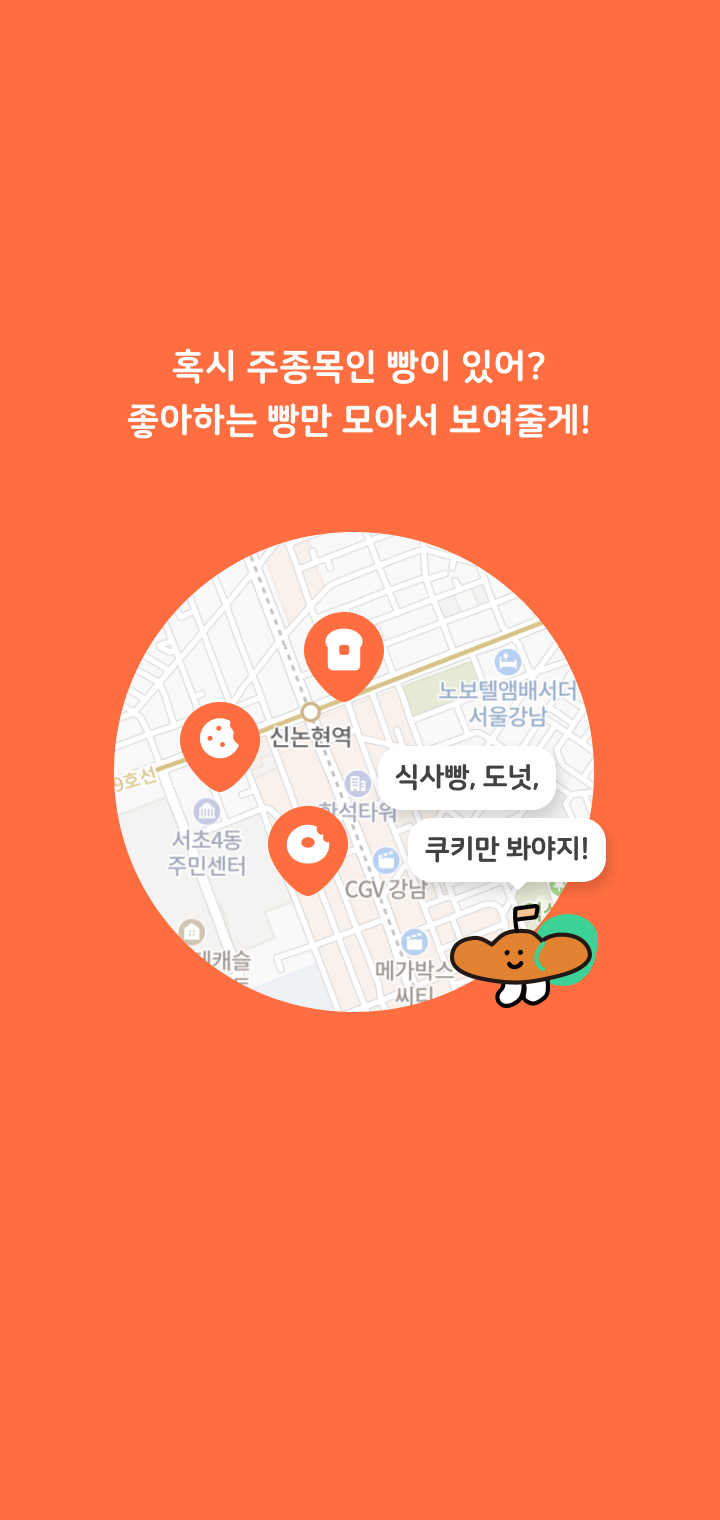 혹시 주종목인 빵이 있어?
좋아하는 빵만 모아서 보여줄게!
노보텔앰배서더
서울강남
신논현역
9호선
식사빵, 도넛,
한석타워
서초4동
주민센터
쿠키만 봐야지!
CGV 강남
캐슬
메가박스
씨티